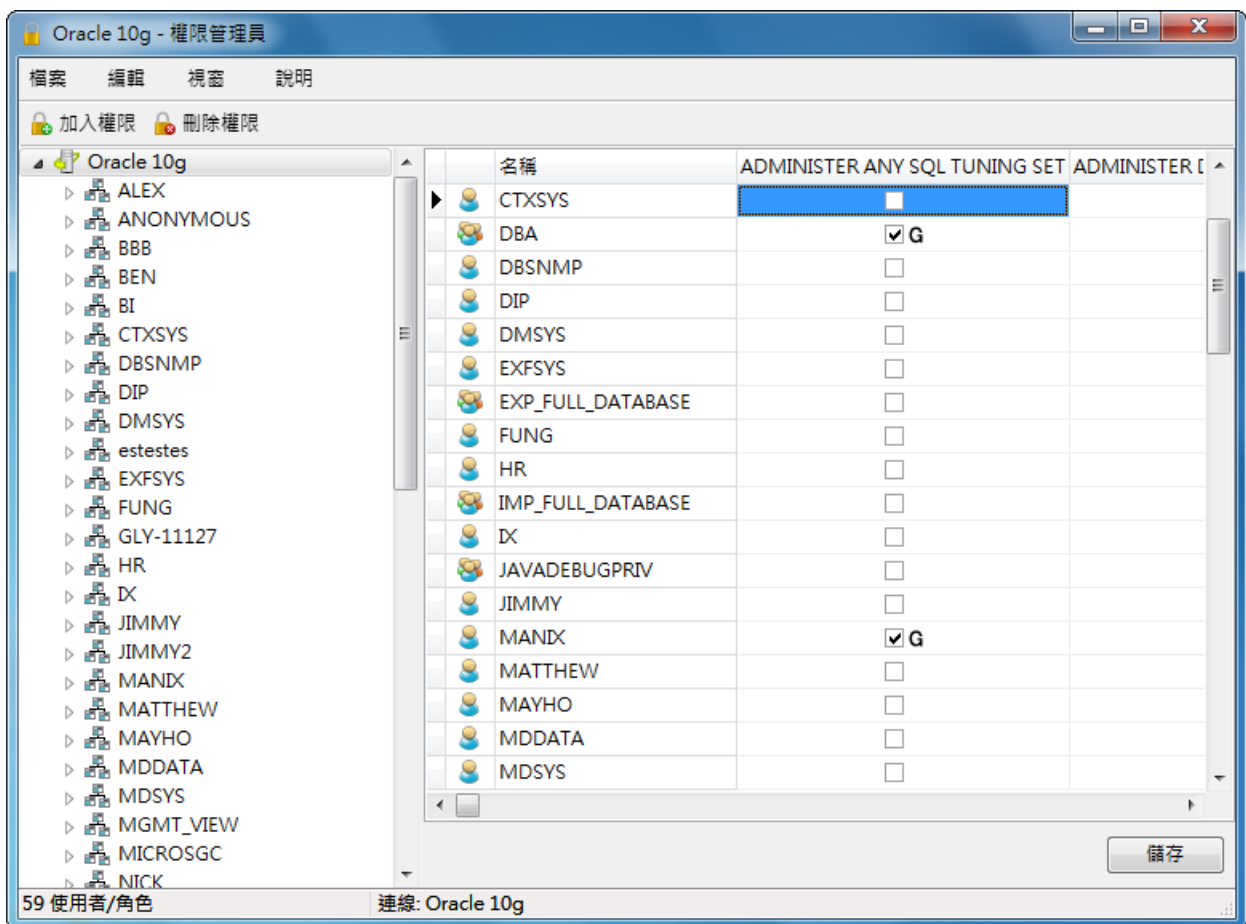 Oracle 10g - 權限管理員
檔案 編輯 視窗 說明
加入權限 刪除權限
Oracle 10g
ALEX
ANONYMOUS
BBB
BEN
BI
CTXSYS
DBSNMP
DIP
DMSYS
estestes
EXFSYS
FUNG
GLY-11127
HR
IX
JIMMY
JIMMY2
MANIX
MATTHEW
MAYHO
MDDATA
MDSYS
MGMT_VIEW
MICROSGC
NICK
名稱 ADMINISTER ANY SQL TUNING SET ADMINISTER
CTXSYS
DBA G
DBSNMP
DIP
DMSYS
EXFSYS
EXP_FULL_DATABASE
FUNG
HR
IMP_FULL_DATABASE
IX
JAVADEBUGPRIV
JIMMY
MANIX G
MATTHEW
MAYHO
MDDATA
MDSYS
儲存
59 使用者/角色 連線: Oracle 10g